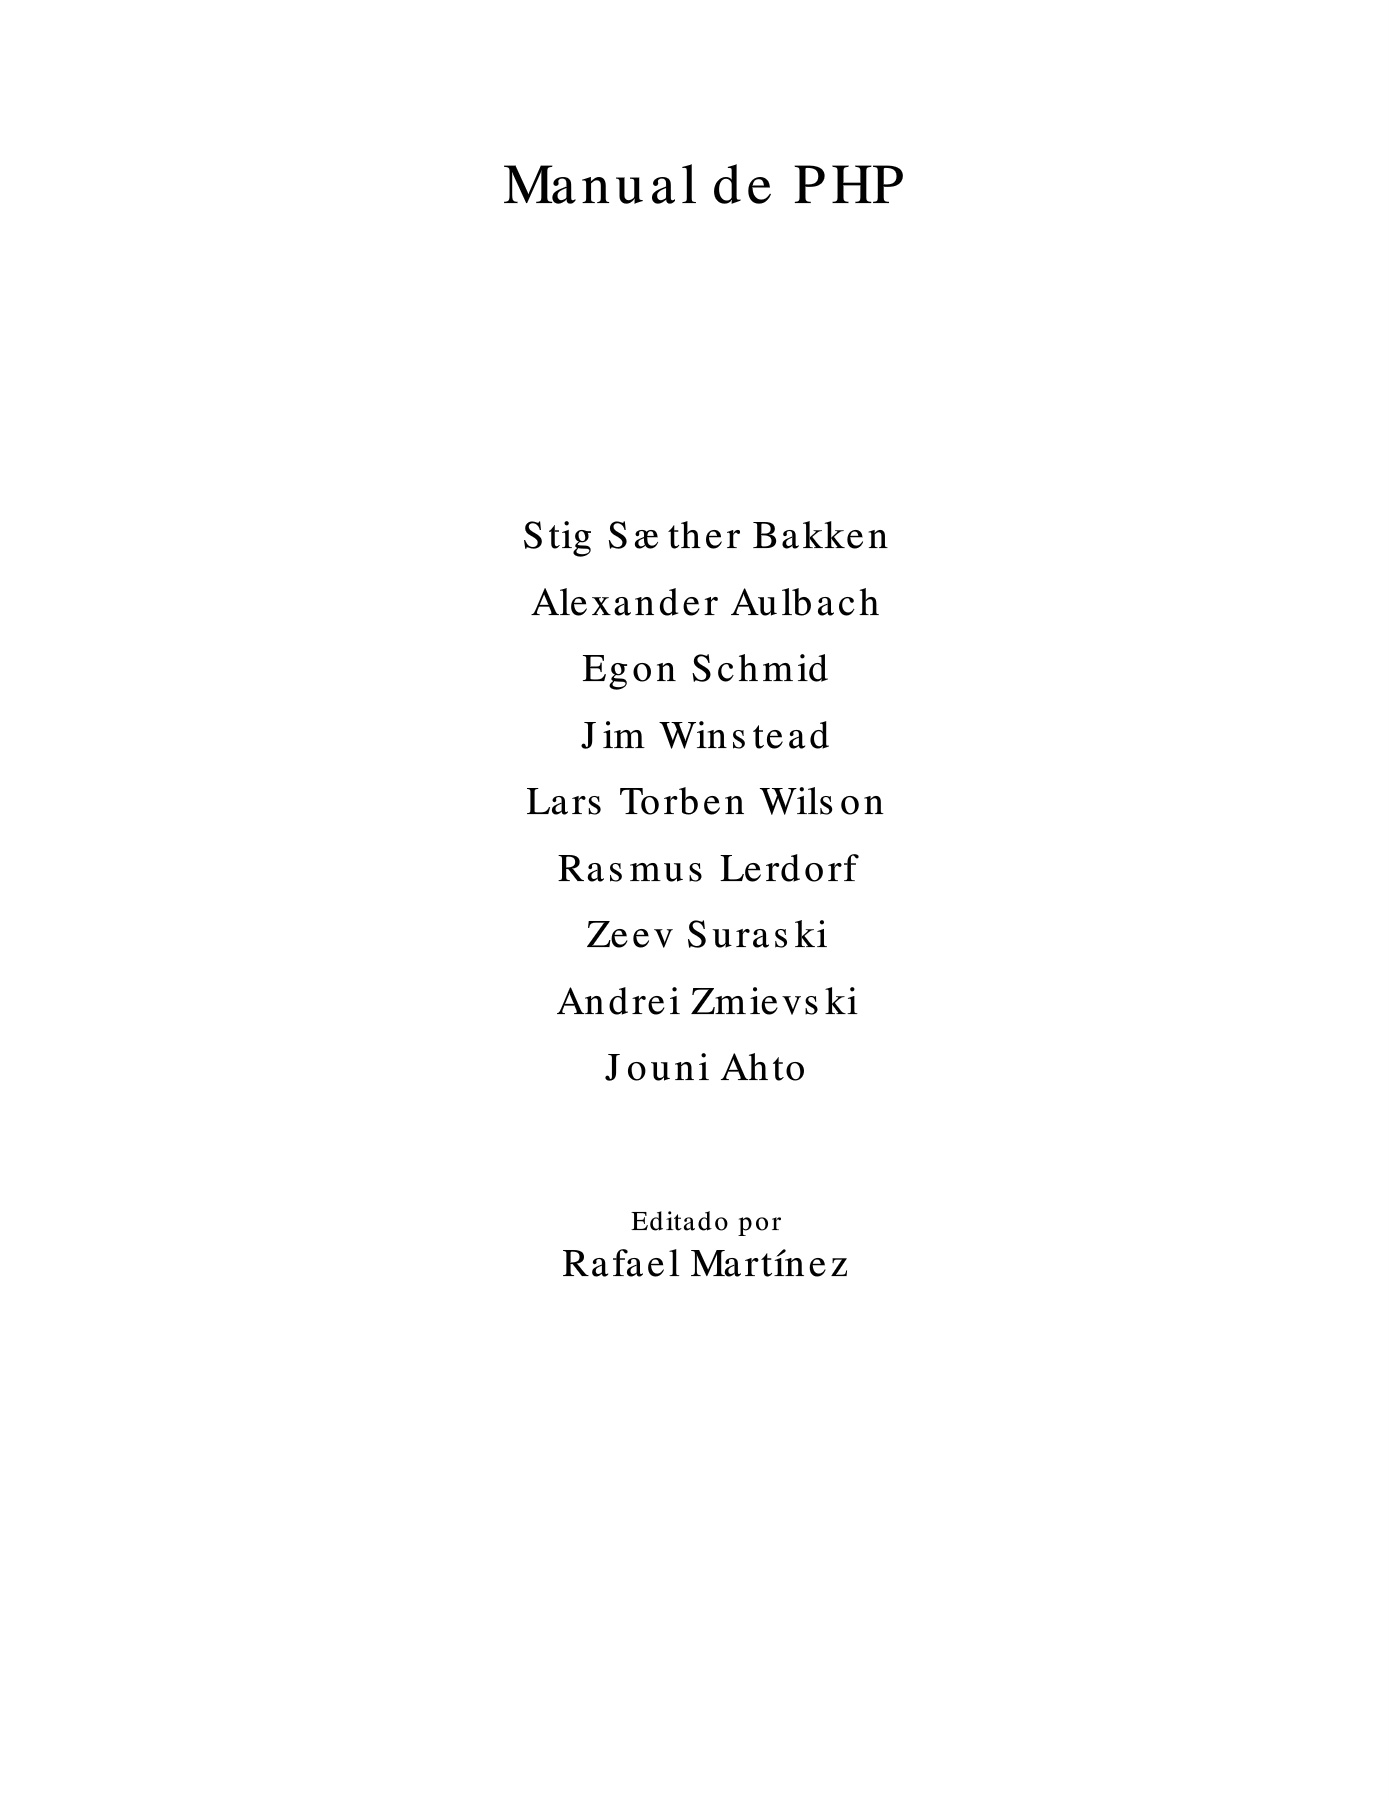 Manual de PHP
Stig Sæther Bakken
Alexander Aulbach
Egon Schmid
Jim Winstead
Lars Torben Wilson
Rasmus Lerdorf
Zeev Suraski
Andrei Zmievski
Jouni Ahto
Editado por
Rafael Martínez